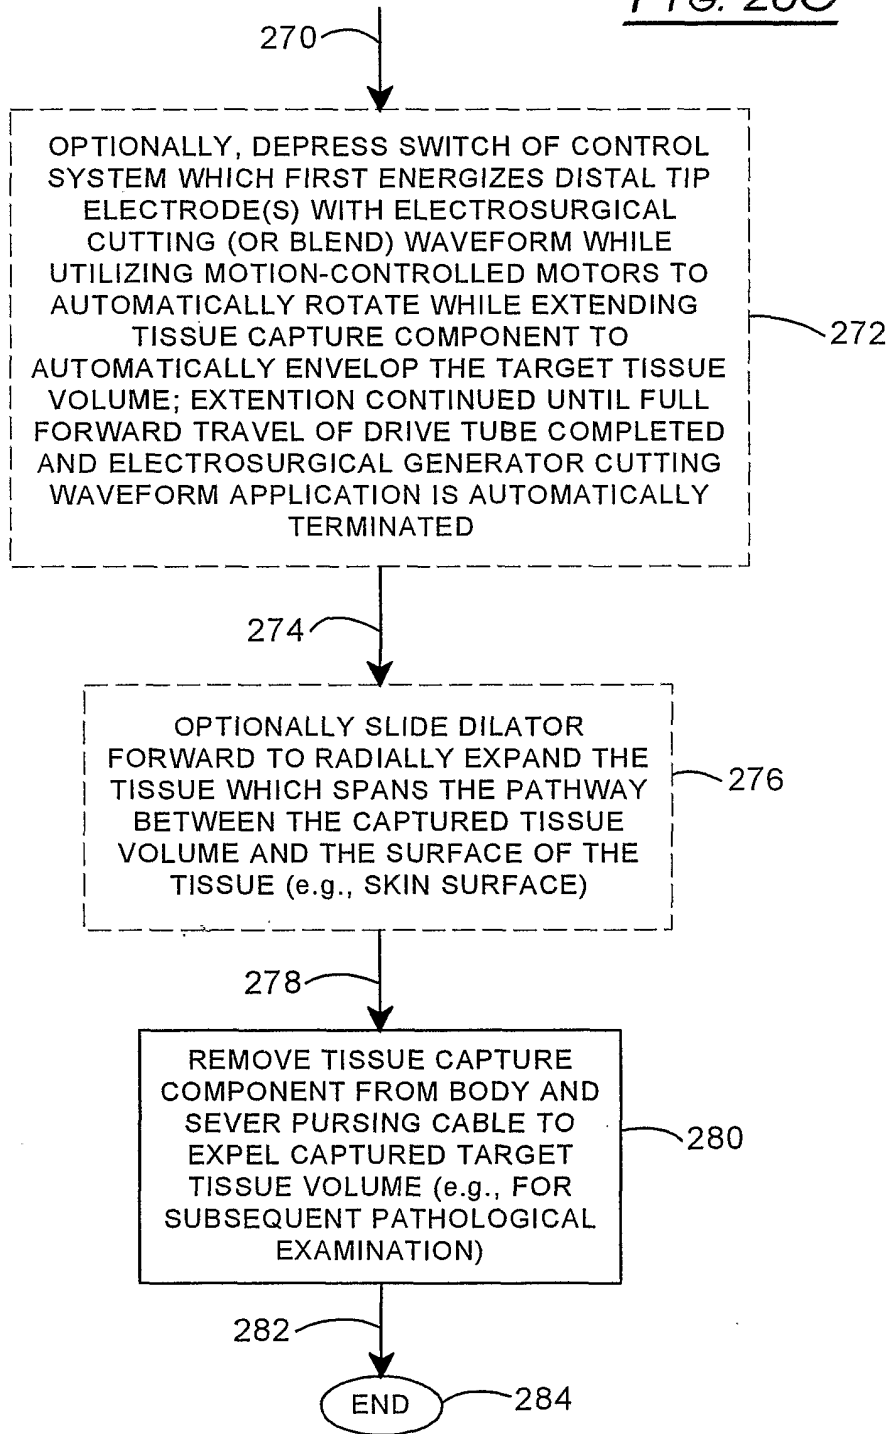 FIG. 20C
270
OPTIONALLY, DEPRESS SWITCH OF CONTROL
SYSTEM WHICH FIRST ENERGIZES DISTAL TIP
ELECTRODE(S) WITH ELECTROSURGICAL
CUTTING (OR BLEND) WAVEFORM WHILE
UTILIZING MOTION-CONTROLLED MOTORS TO
AUTOMATICALLY ROTATE WHILE EXTENDING
TISSUE CAPTURE COMPONENT TO
AUTOMATICALLY ENVELOP THE TARGET TISSUE
VOLUME; EXTENTION CONTINUED UNTIL FULL
FORWARD TRAVEL OF DRIVE TUBE COMPLETED
AND ELECTROSURGICAL GENERATOR CUTTING
WAVEFORM APPLICATION IS AUTOMATICALLY
TERMINATED
272
274
OPTIONALLY SLIDE DILATOR
FORWARD TO RADIALLY EXPAND THE
TISSUE WHICH SPANS THE PATHWAY
BETWEEN THE CAPTURED TISSUE
VOLUME AND THE SURFACE OF THE
TISSUE (e.g., SKIN SURFACE)
276
278
REMOVE TISSUE CAPTURE
COMPONENT FROM BODY AND
SEVER PURSING CABLE TO
EXPEL CAPTURED TARGET
TISSUE VOLUME (e.g., FOR
SUBSEQUENT PATHOLOGICAL
EXAMINATION)
280
282
END
284